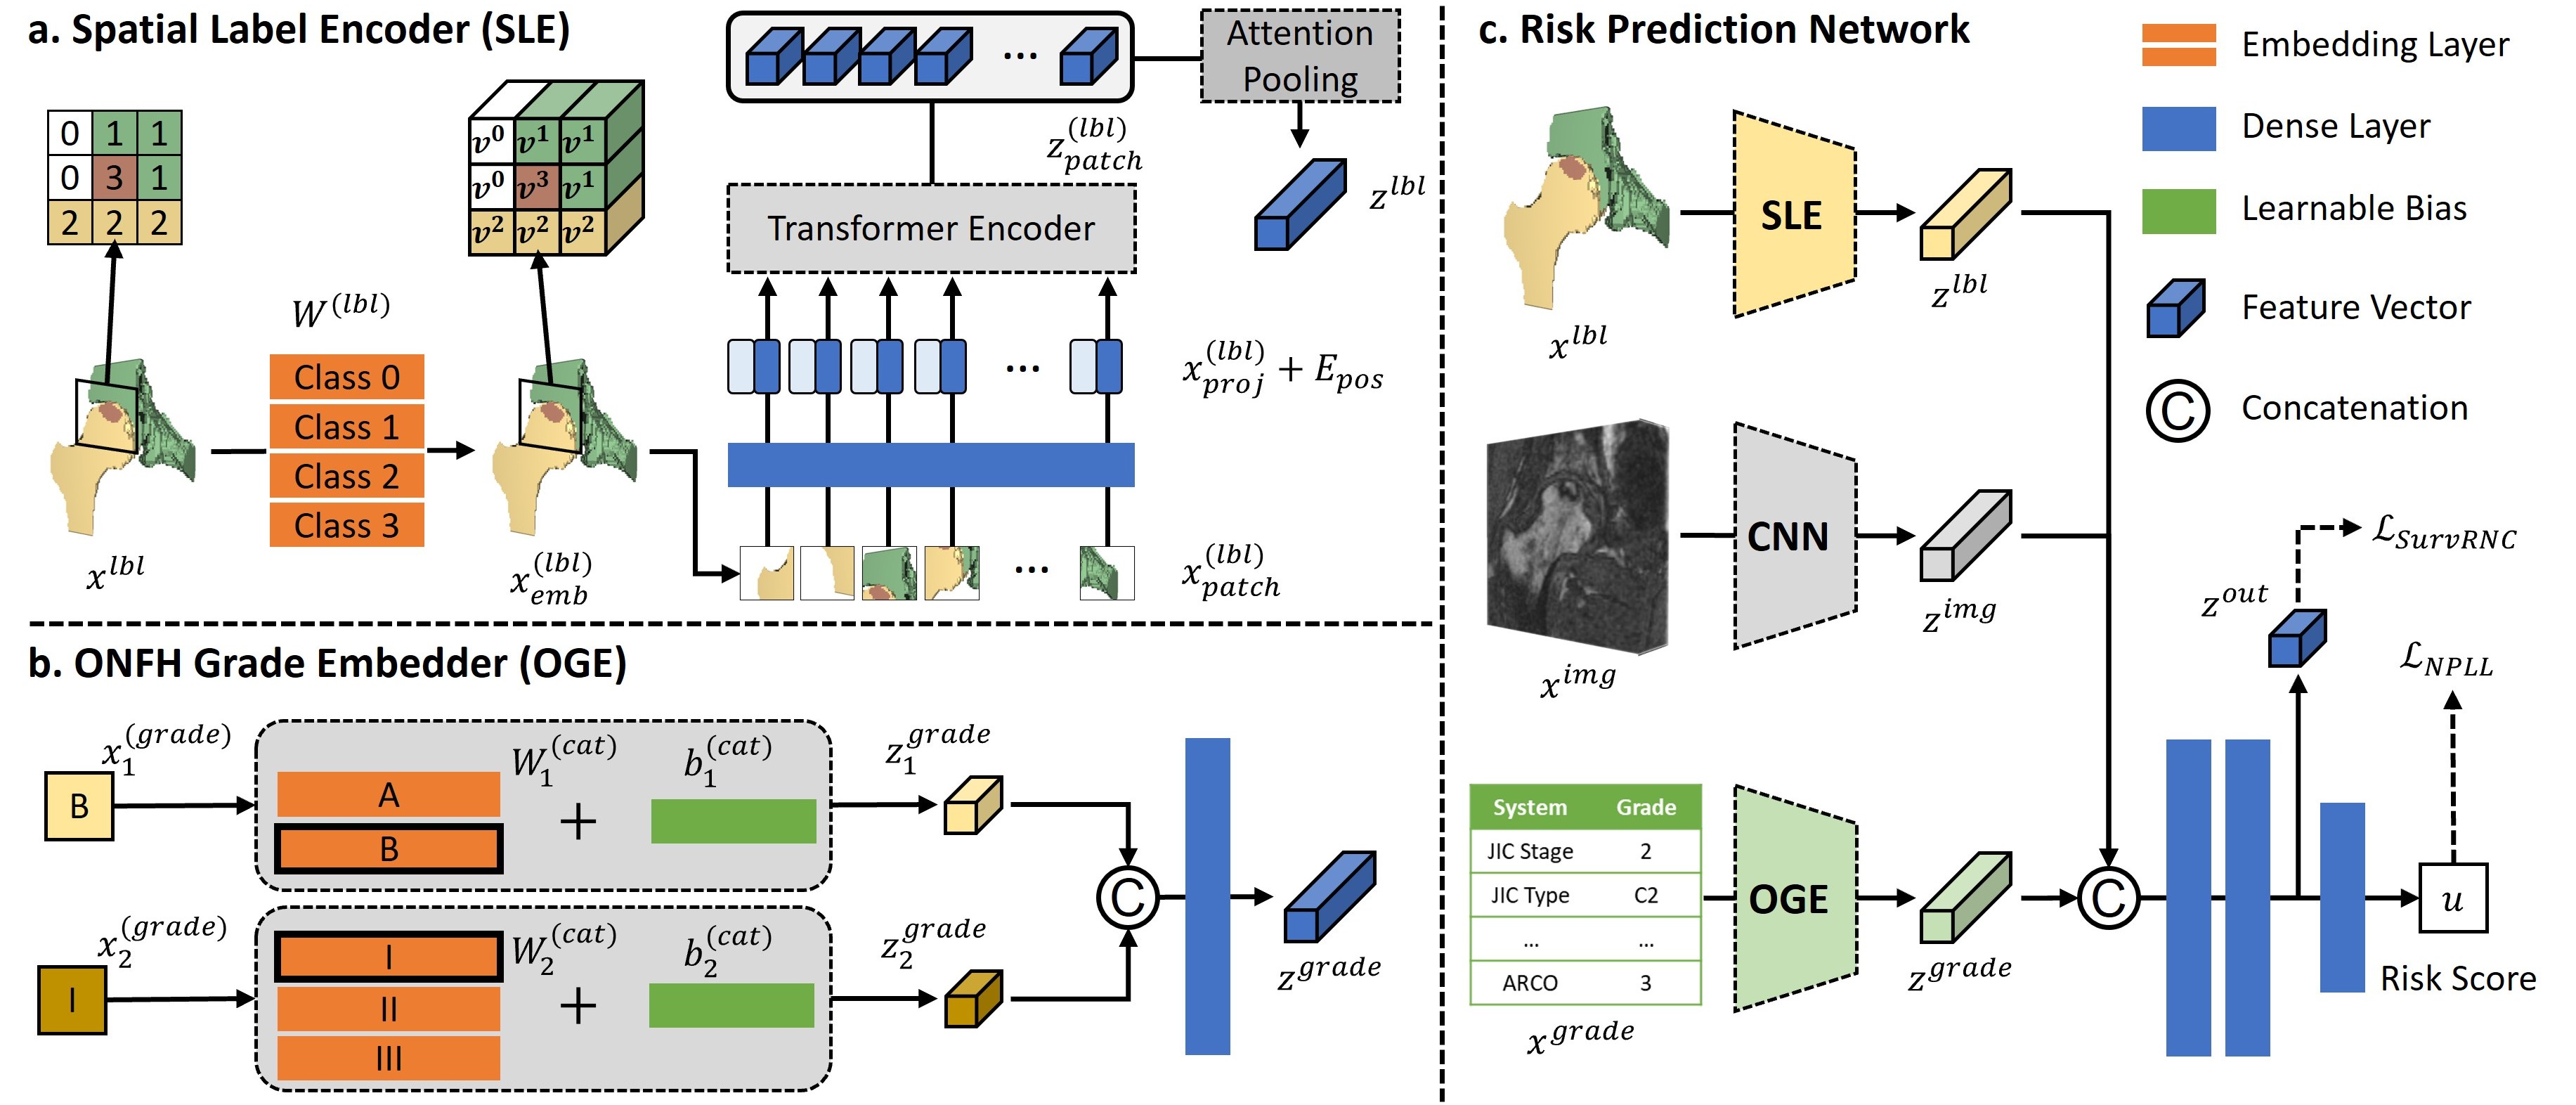 a. Spatial Label Encoder (SLE)
0 1 1
0 3 1
2 2 2
x^{lbl}
W^{(lbl)}
Class 0
Class 1
Class 2
Class 3
v^0 v^1 v^1
v^0 v^3 v^1
v^2 v^2 v^2
x_{emb}^{(lbl)}
...
Attention
Pooling
z_{patch}^{(lbl)}
z^{lbl}
Transformer Encoder
...
x_{proj}^{(lbl)} + E_{pos}
...
x_{patch}^{(lbl)}
b. ONFH Grade Embedder (OGE)
x_1^{(grade)}
B
A
B
W_1^{(cat)}
+
b_1^{(cat)}
z_1^{grade}
x_2^{(grade)}
I
I
II
III
W_2^{(cat)}
+
b_2^{(cat)}
z_2^{grade}
C
z^{grade}
c. Risk Prediction Network
x^{lbl}
SLE
z^{lbl}
x^{img}
CNN
z^{img}
System Grade
JIC Stage 2
JIC Type C2
... ...
ARCO 3
x^{grade}
OGE
z^{grade}
C
z^{out}
ℒ_{SurvRNC}
ℒ_{NPLL}
u
Risk Score
Embedding Layer
Dense Layer
Learnable Bias
Feature Vector
C Concatenation